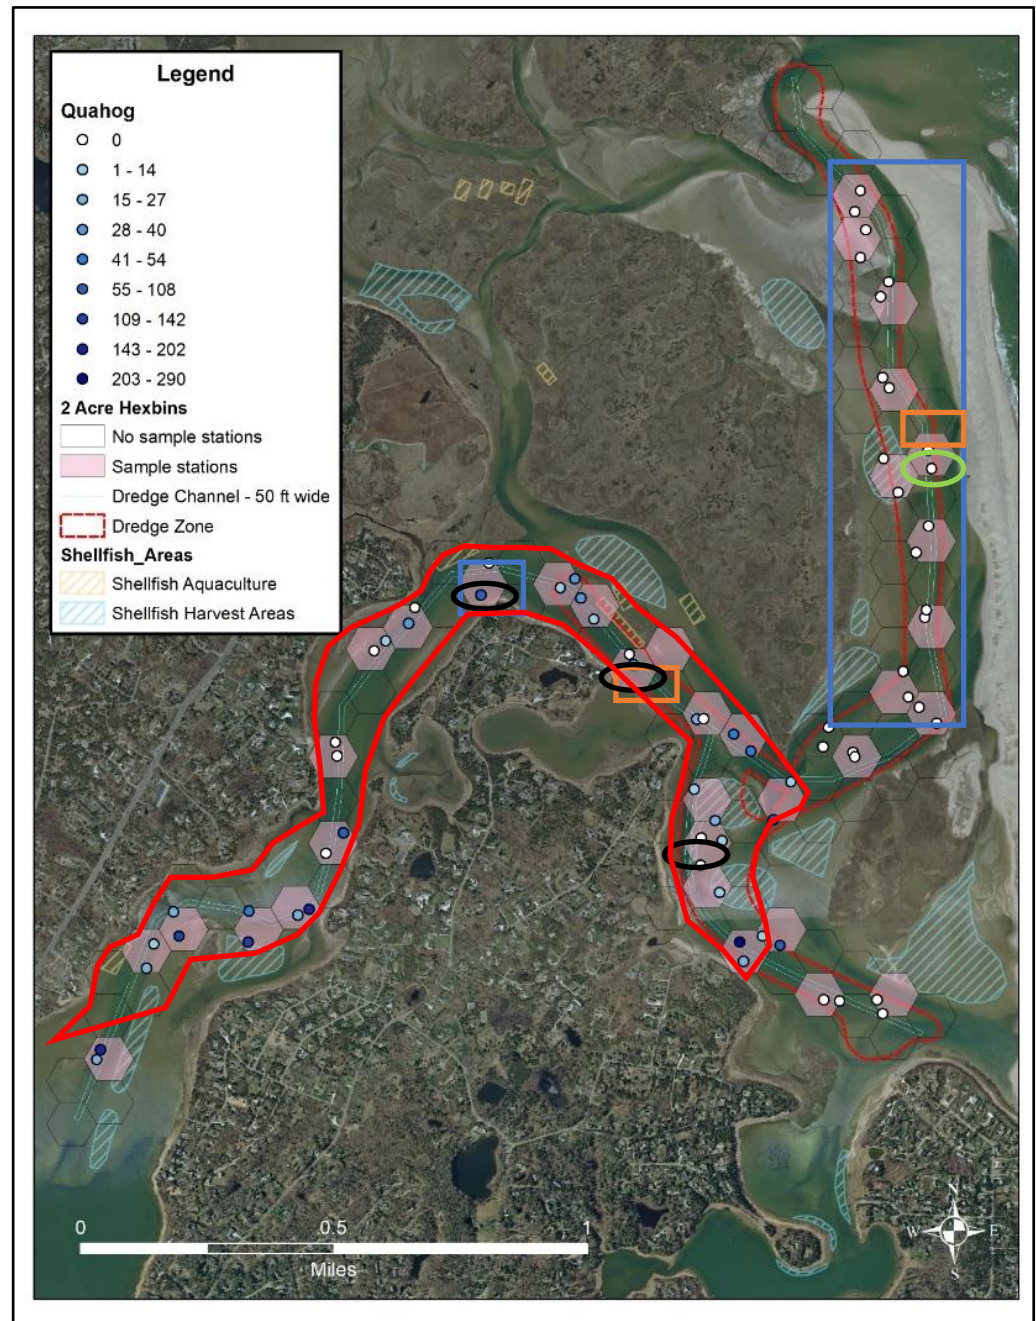 Legend
Quahog
0
1 - 14
15 - 27
28 - 40
41 - 54
55 - 108
109 - 142
143 - 202
203 - 290
2 Acre Hexbins
No sample stations
Sample stations
Dredge Channel - 50 ft wide
Dredge Zone
Shellfish_Areas
Shellfish Aquaculture
Shellfish Harvest Areas
N
W E
S
0 0.5 1
Miles